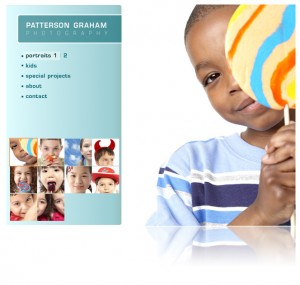 PATTERSON GRAHAM
PHOTOGRAPHY
portraits 1 | 2
kids
special projects
about
contact